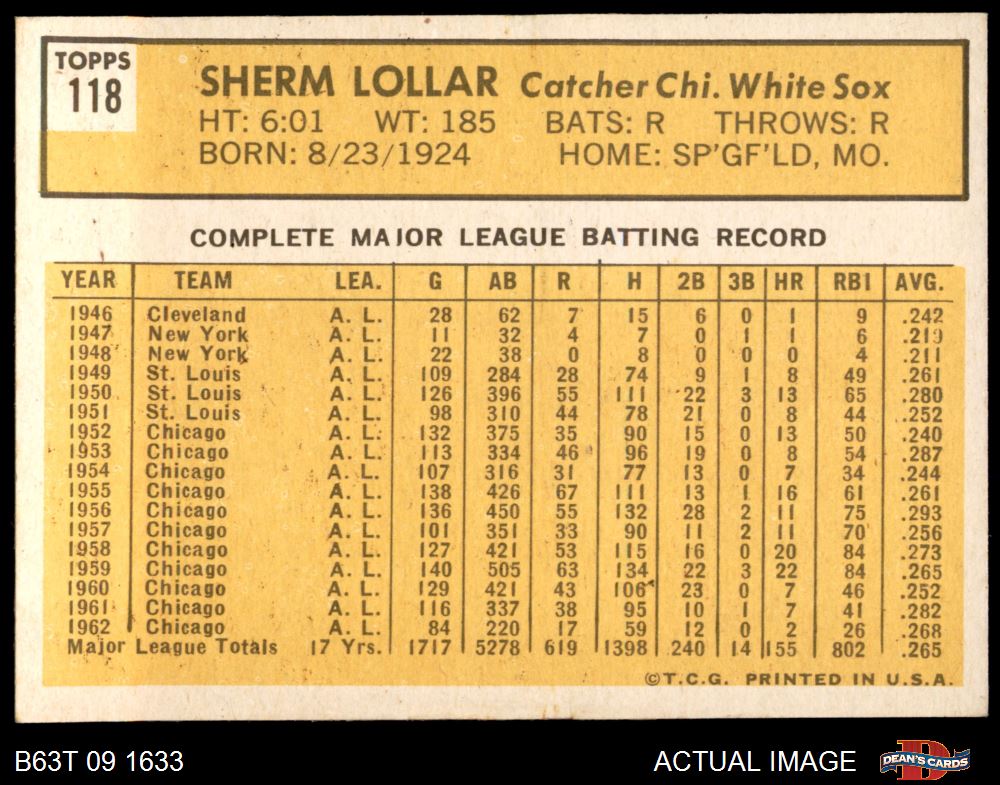 TOPPS
118
SHERM LOLLAR Catcher Chi. White Sox
HT: 6:01 WT: 185 BATS: R THROWS: R
BORN: 8/23/1924 HOME: SP'GF'LD, MO.
COMPLETE MAJOR LEAGUE BATTING RECORD
YEAR TEAM LEA. G AB R H 2B 3B HR RBI AVG.
1946 Cleveland A. L. 28 62 7 15 6 0 1 9 .242
1947 New York A. L. 11 32 4 7 0 1 1 6 .219
1948 New York A. L. 22 38 0 8 0 0 0 4 .211
1949 St. Louis A. L. 109 284 28 74 9 1 8 49 .261
1950 St. Louis A. L. 126 396 55 111 22 3 13 65 .280
1951 St. Louis A. L. 98 310 44 78 21 0 8 44 .252
1952 Chicago A. L. 132 375 35 90 15 0 13 50 .240
1953 Chicago A. L. 113 334 46 96 19 0 8 54 .287
1954 Chicago A. L. 107 316 31 77 13 0 7 34 .244
1955 Chicago A. L. 138 426 67 111 13 1 16 61 .261
1956 Chicago A. L. 136 450 55 132 28 2 11 75 .293
1957 Chicago A. L. 101 351 33 90 11 2 11 70 .256
1958 Chicago A. L. 127 421 53 115 16 0 20 84 .273
1959 Chicago A. L. 140 505 63 134 22 3 22 84 .265
1960 Chicago A. L. 129 421 43 106 23 0 7 46 .252
1961 Chicago A. L. 116 337 38 95 10 1 7 41 .282
1962 Chicago A. L. 84 220 17 59 12 0 2 26 .268
Major League Totals 17 Yrs. 1717 5278 619 1398 240 14 155 802 .265
©T.C.G. PRINTED IN U.S.A.
B63T 09 1633 ACTUAL IMAGE DEAN'S CARDS